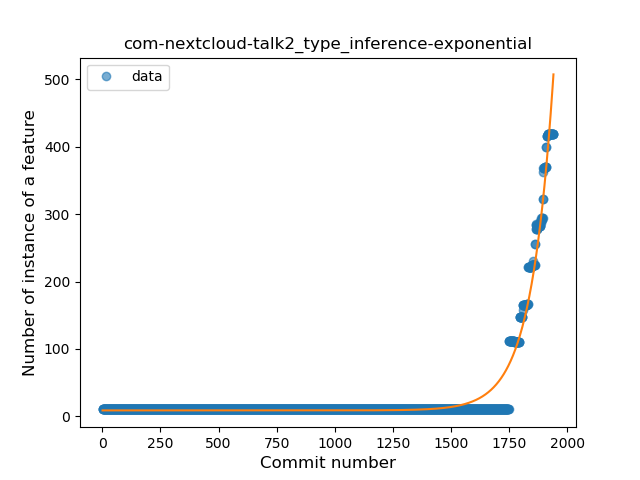 com-nextcloud-talk2_type_inference-exponential
data
Number of instance of a feature
500
400
300
200
100
0
0 250 500 750 1000 1250 1500 1750 2000
Commit number